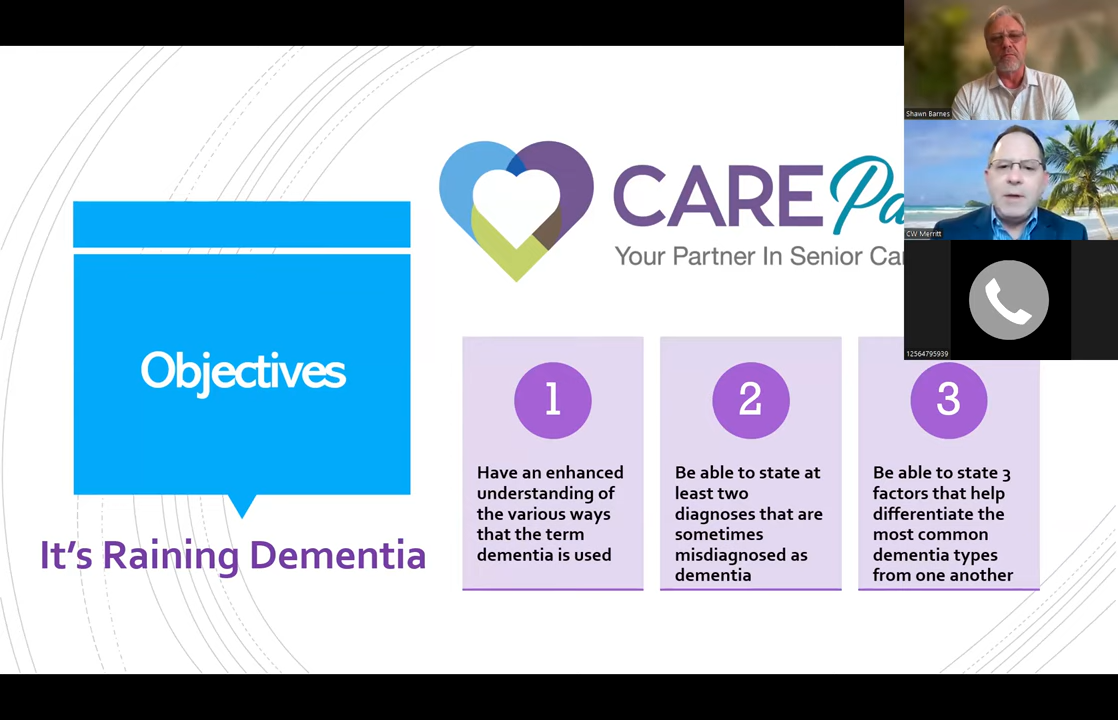 Shawn Barnes
CARE Pa
Your Partner In Senior Car
CW Merritt
12564795939
Objectives
It's Raining Dementia
1
Have an enhanced
understanding of
the various ways
that the term
dementia is used
2
Be able to state at
least two
diagnoses that are
sometimes
misdiagnosed as
dementia
3
Be able to state 3
factors that help
differentiate the
most common
dementia types
from one another